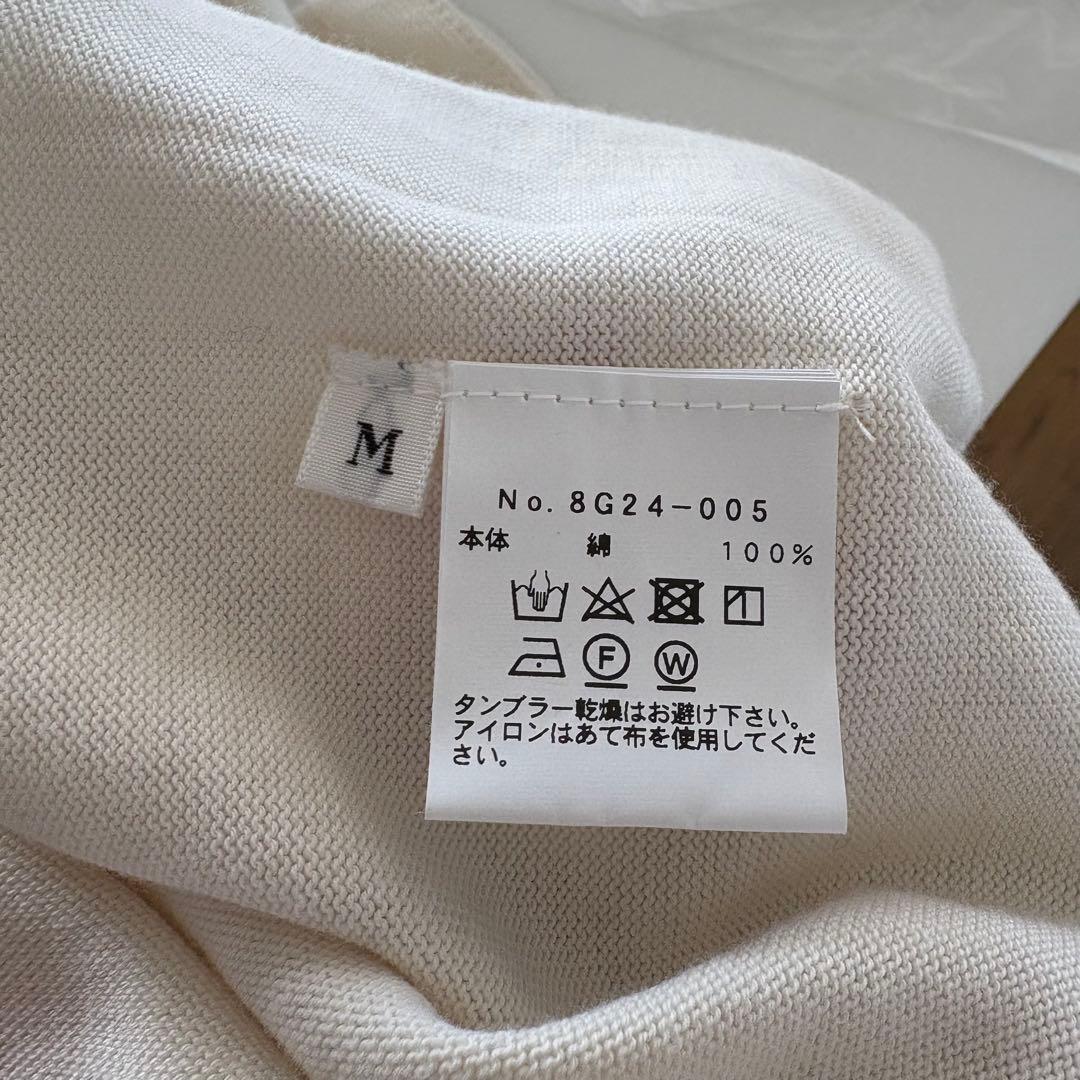 M
No. 8G24-005
本体 綿 100%
F W
タンブラー乾燥はお避け下さい。
アイロンはあて布を使用してくだ
さい。